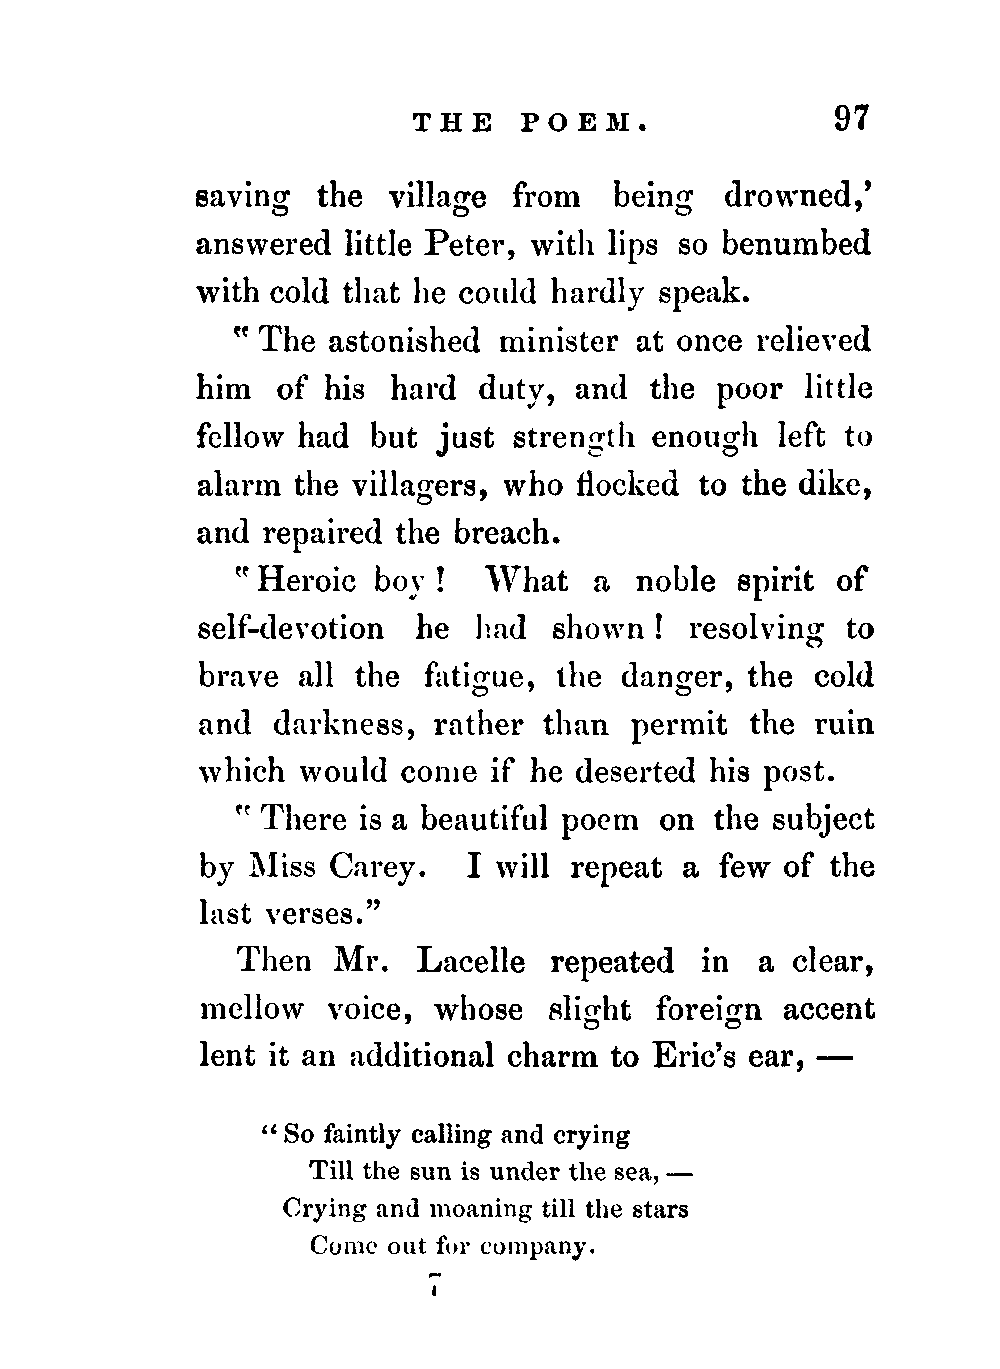 THE POEM. 97
saving the village from being drowned,’
answered little Peter, with lips so benumbed
with cold that he could hardly speak.
“ The astonished minister at once relieved
him of his hard duty, and the poor little
fellow had but just strength enough left to
alarm the villagers, who flocked to the dike,
and repaired the breach.
“ Heroic boy ! What a noble spirit of
self-devotion he had shown ! resolving to
brave all the fatigue, the danger, the cold
and darkness, rather than permit the ruin
which would come if he deserted his post.
“ There is a beautiful poem on the subject
by Miss Carey. I will repeat a few of the
last verses.”
Then Mr. Lacelle repeated in a clear,
mellow voice, whose slight foreign accent
lent it an additional charm to Eric’s ear, —
“ So faintly calling and crying
Till the sun is under the sea, —
Crying and moaning till the stars
Come out for company.
7